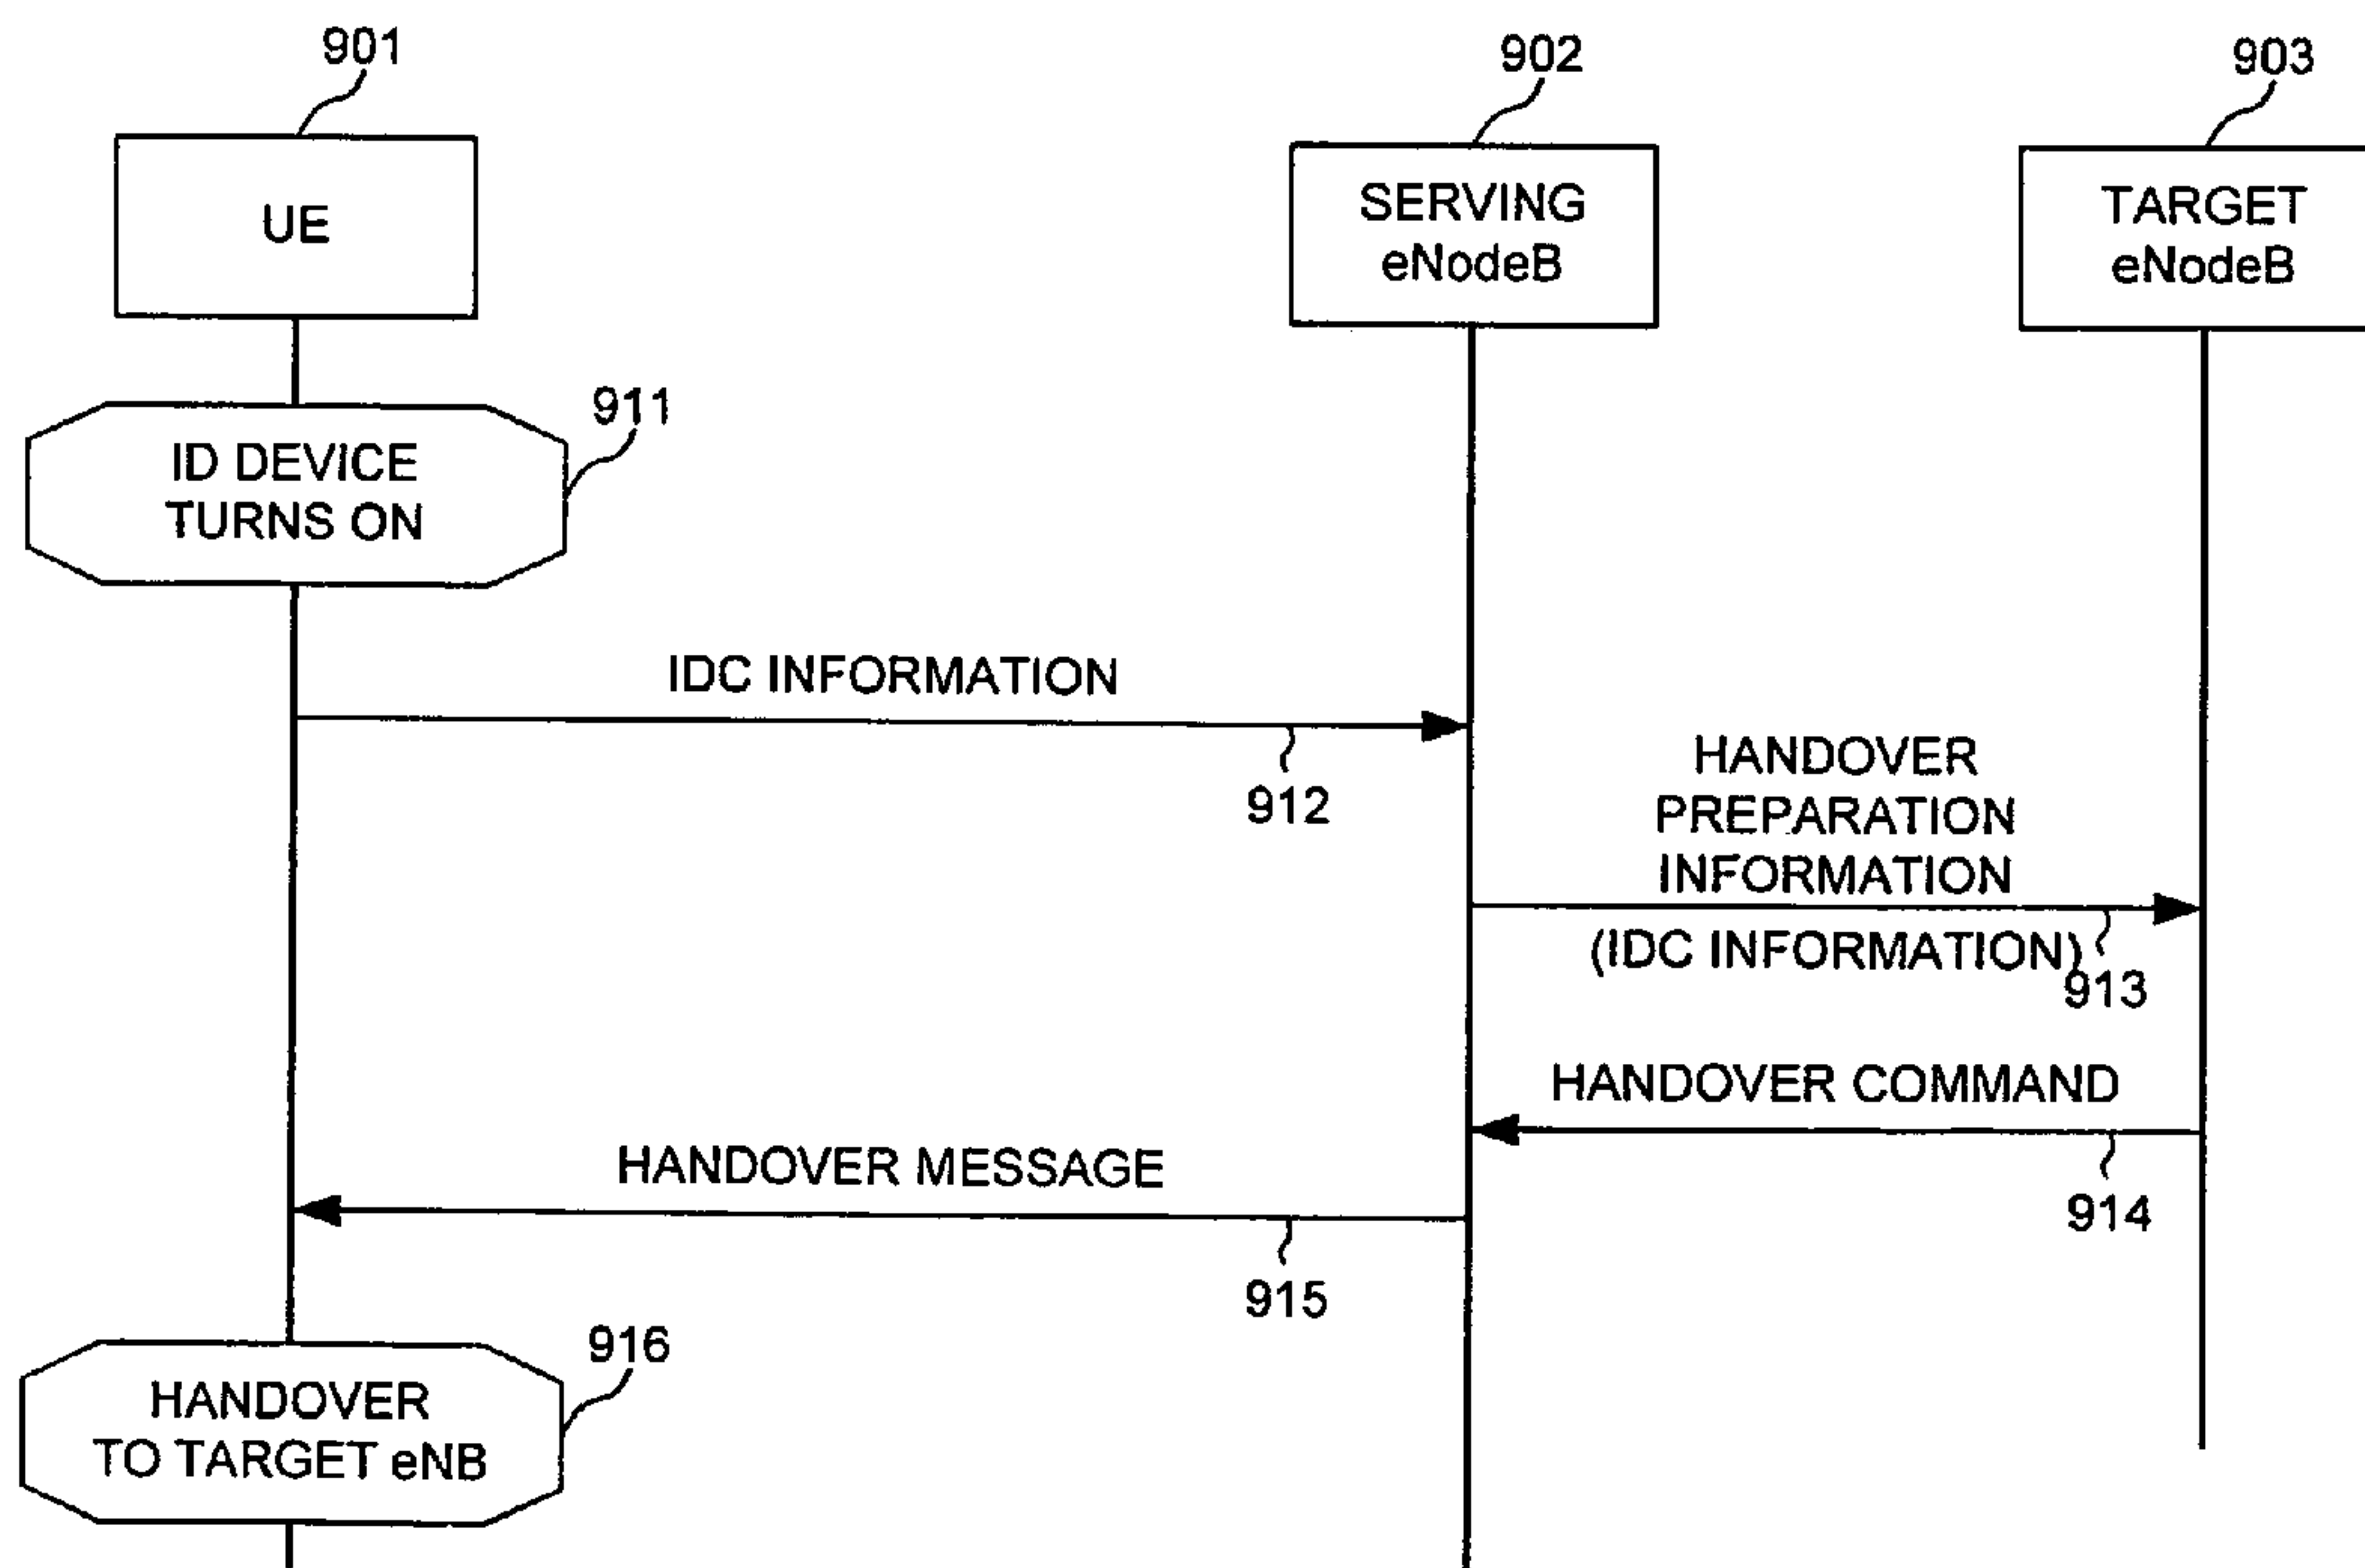 901
902
903
UE
SERVING
eNodeB
TARGET
eNodeB
911
ID DEVICE
TURNS ON
IDC INFORMATION
912
HANDOVER
PREPARATION
INFORMATION
(IDC INFORMATION)
913
HANDOVER COMMAND
914
HANDOVER MESSAGE
915
916
HANDOVER
TO TARGET eNB